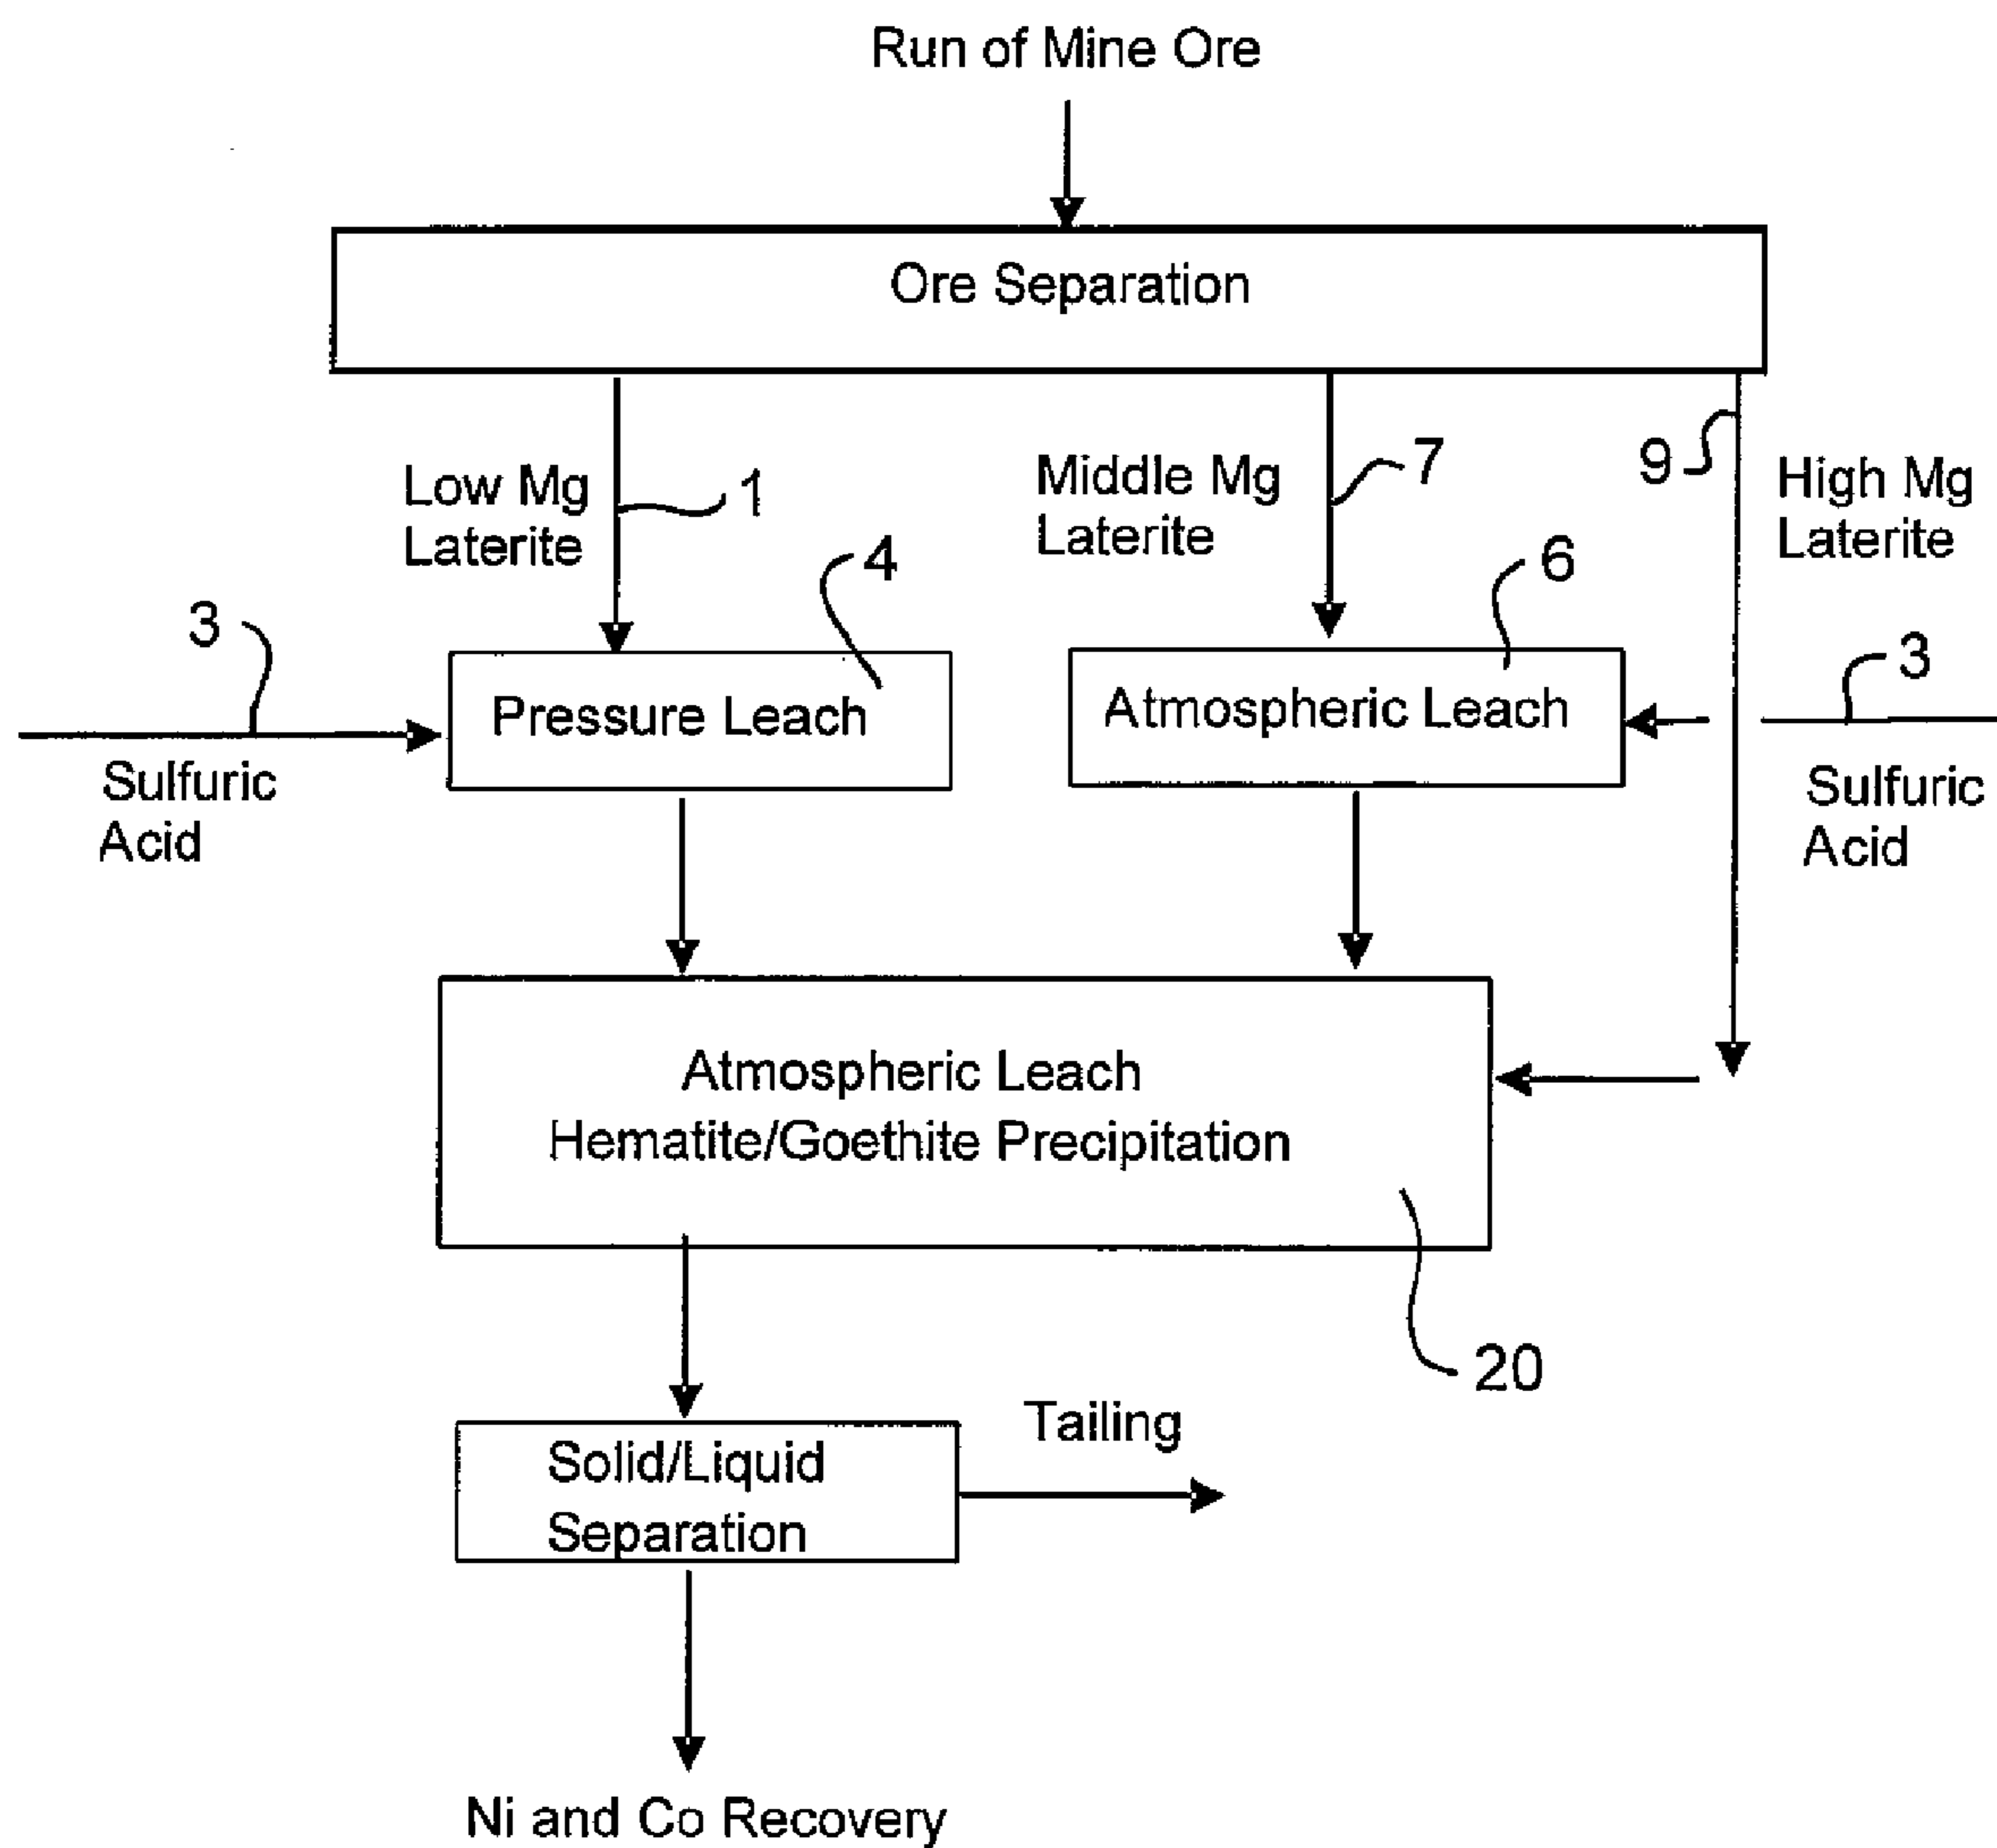 Run of Mine Ore
Ore Separation
Low Mg
Laterite
1
Middle Mg
Laterite
7
9
High Mg
Laterite
3
4
6
3
Pressure Leach
Atmospheric Leach
Sulfuric
Acid
Sulfuric
Acid
Atmospheric Leach
Hematite/Goethite Precipitation
20
Solid/Liquid
Separation
Tailing
Ni and Co Recovery